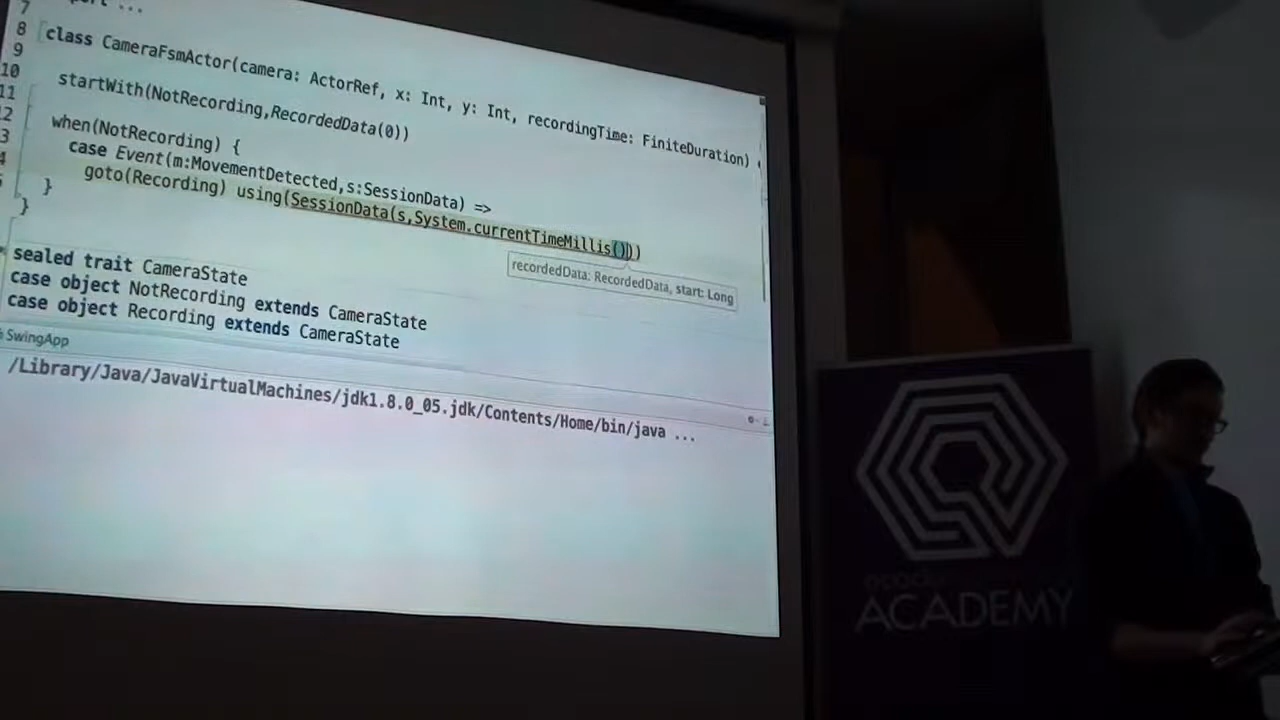 7
8 class CameraFsmActor(camera: ActorRef, x: Int, y: Int, recordingTime: FiniteDuration)
9
10 startWith(NotRecording,RecordedData(0))
11
when(NotRecording) {
case Event(m:MovementDetected,s:SessionData) =>
goto(Recording) using(SessionData(s,System.currentTimeMillis()))
}
}
recordedData: RecordedData, start: Long
sealed trait CameraState
case object NotRecording extends CameraState
case object Recording extends CameraState
SwingApp
/Library/Java/JavaVirtualMachines/jdk1.8.0_05.jdk/Contents/Home/bin/java ...
ocado
ACADEMY